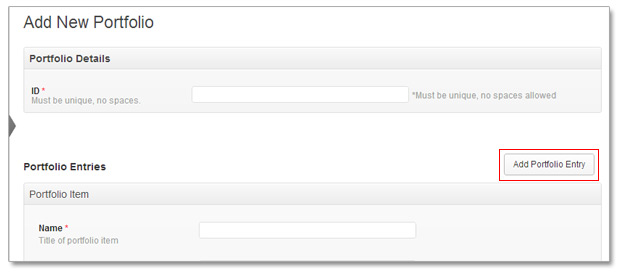 Add New Portfolio
Portfolio Details
ID *
Must be unique, no spaces.
*Must be unique, no spaces allowed
Portfolio Entries
Add Portfolio Entry
Portfolio Item
Name *
Title of portfolio item